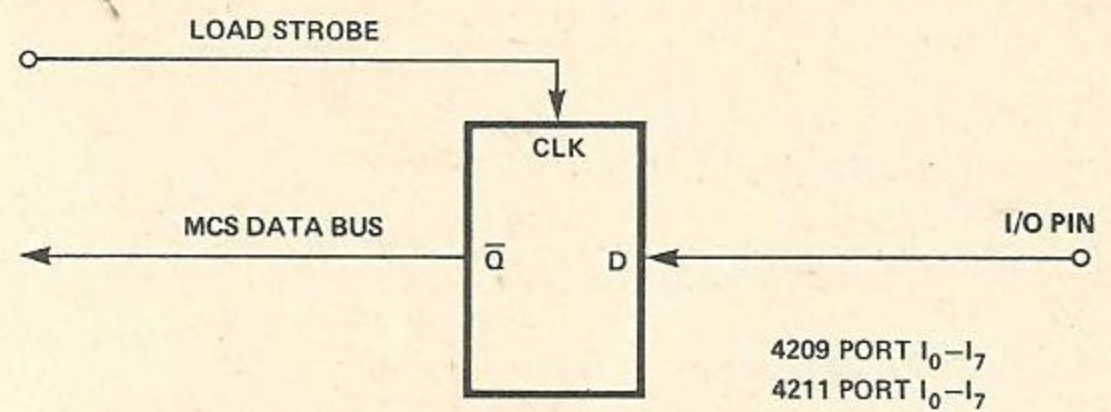 LOAD STROBE
CLK
MCS DATA BUS
I/O PIN
Q̅ D
4209 PORT I₀–I₇
4211 PORT I₀–I₇